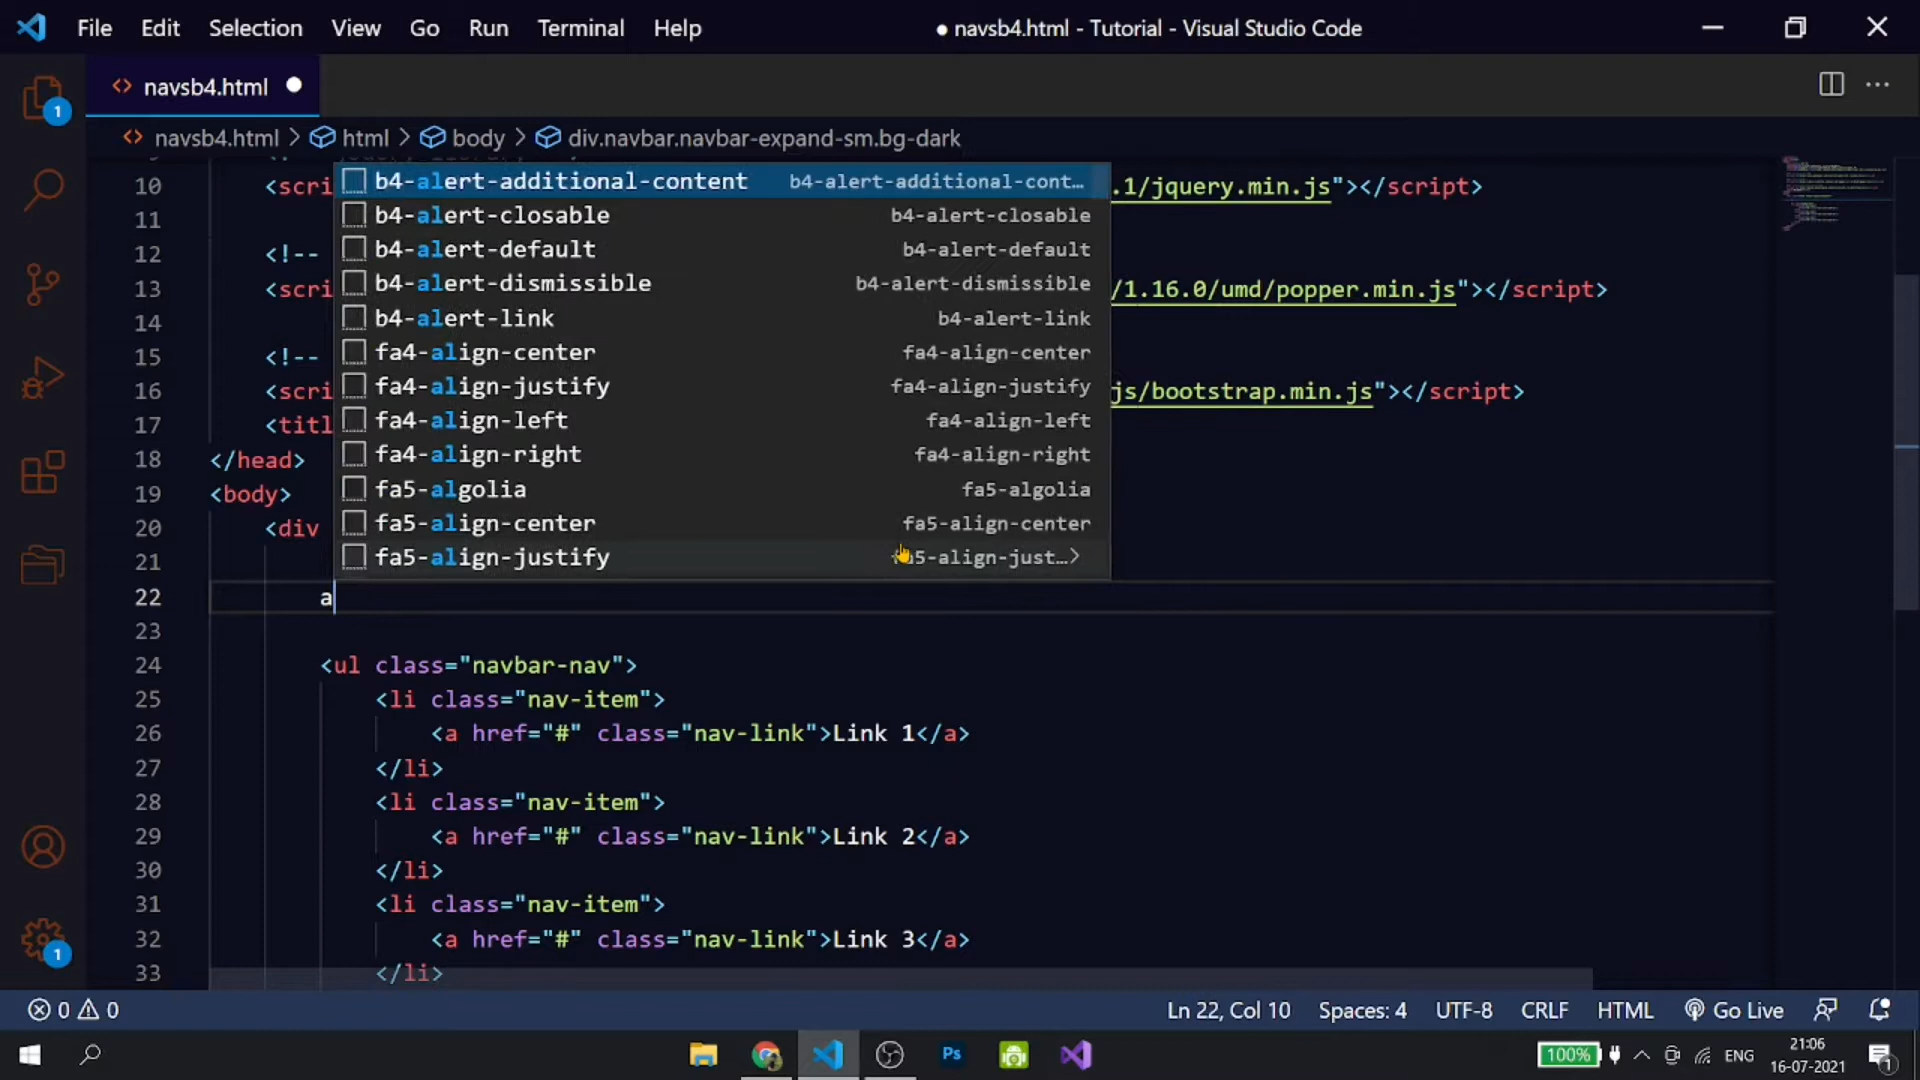 File Edit Selection View Go Run Terminal Help
● navsb4.html - Tutorial - Visual Studio Code
<> navsb4.html ●
1
<> navsb4.html > html > body > div.navbar.navbar-expand-sm.bg-dark
10 <scri .1/jquery.min.js"></script>
11
12 <!--
13 <scri /1.16.0/umd/popper.min.js"></script>
14
15 <!--
16 <scri js/bootstrap.min.js"></script>
17 <titl
18 </head>
19 <body>
20 <div
21
22 a
23
24 <ul class="navbar-nav">
25 <li class="nav-item">
26 <a href="#" class="nav-link">Link 1</a>
27 </li>
28 <li class="nav-item">
29 <a href="#" class="nav-link">Link 2</a>
30 </li>
31 <li class="nav-item">
32 <a href="#" class="nav-link">Link 3</a>
33 </li>
b4-alert-additional-content b4-alert-additional-cont…
b4-alert-closable b4-alert-closable
b4-alert-default b4-alert-default
b4-alert-dismissible b4-alert-dismissible
b4-alert-link b4-alert-link
fa4-align-center fa4-align-center
fa4-align-justify fa4-align-justify
fa4-align-left fa4-align-left
fa4-align-right fa4-align-right
fa5-algolia fa5-algolia
fa5-align-center fa5-align-center
fa5-align-justify a5-align-just…>
1
0 0
Ln 22, Col 10 Spaces: 4 UTF-8 CRLF HTML Go Live
Ps
100% ENG
21:06
16-07-2021
1